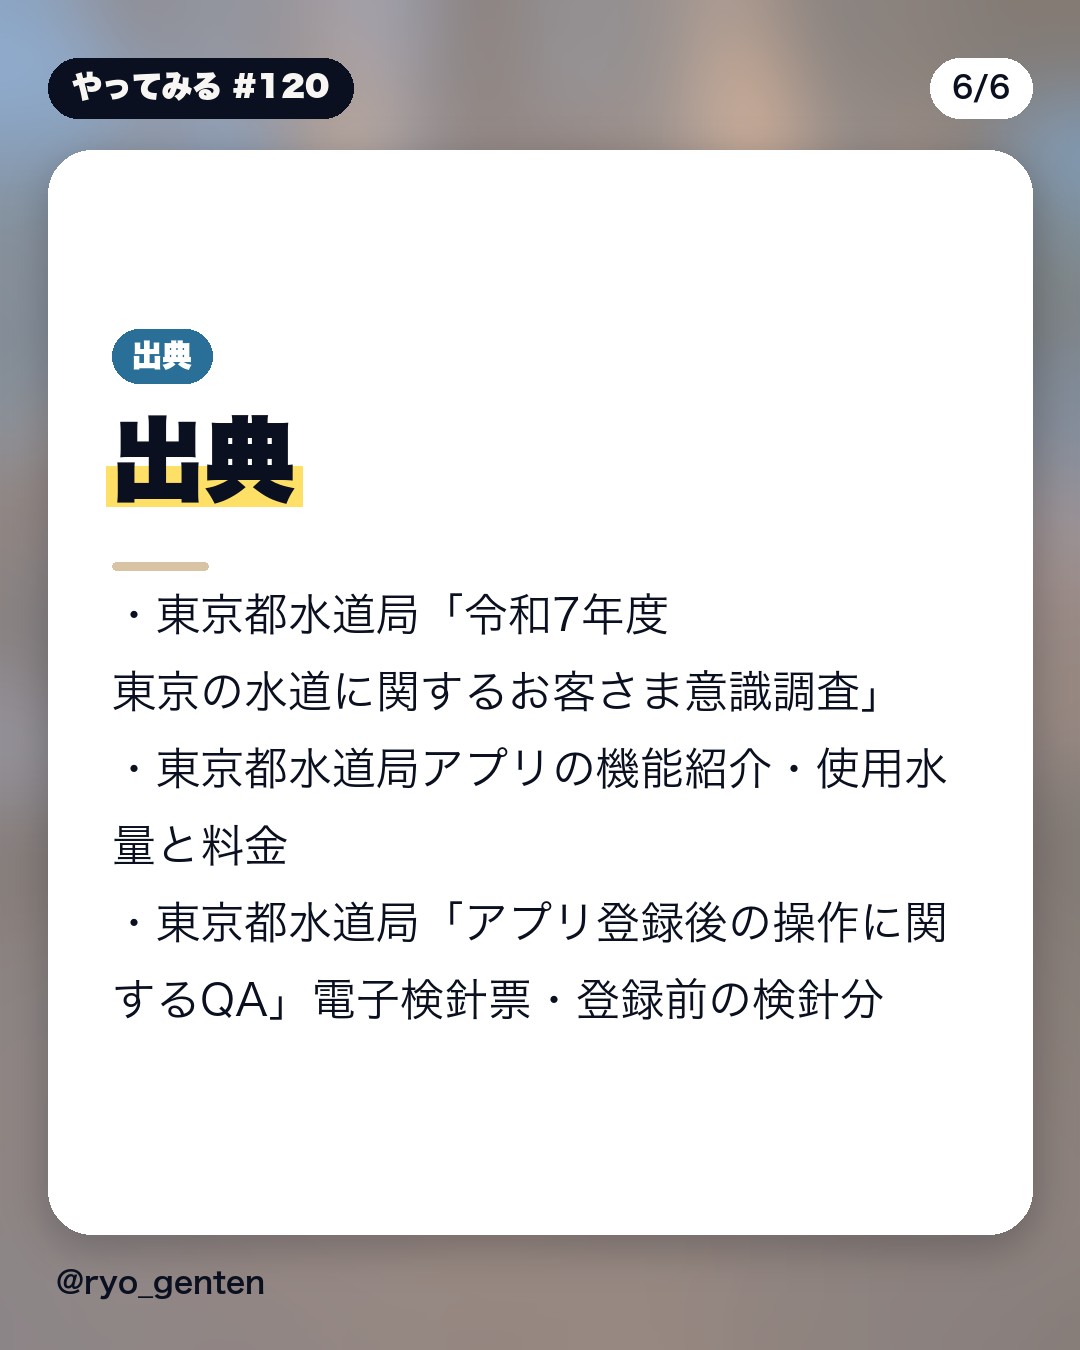 やってみる #120
6/6
出典
出典
・東京都水道局「令和7年度
東京の水道に関するお客さま意識調査」
・東京都水道局アプリの機能紹介・使用水
量と料金
・東京都水道局「アプリ登録後の操作に関
するQA」電子検針票・登録前の検針分
@ryo_genten